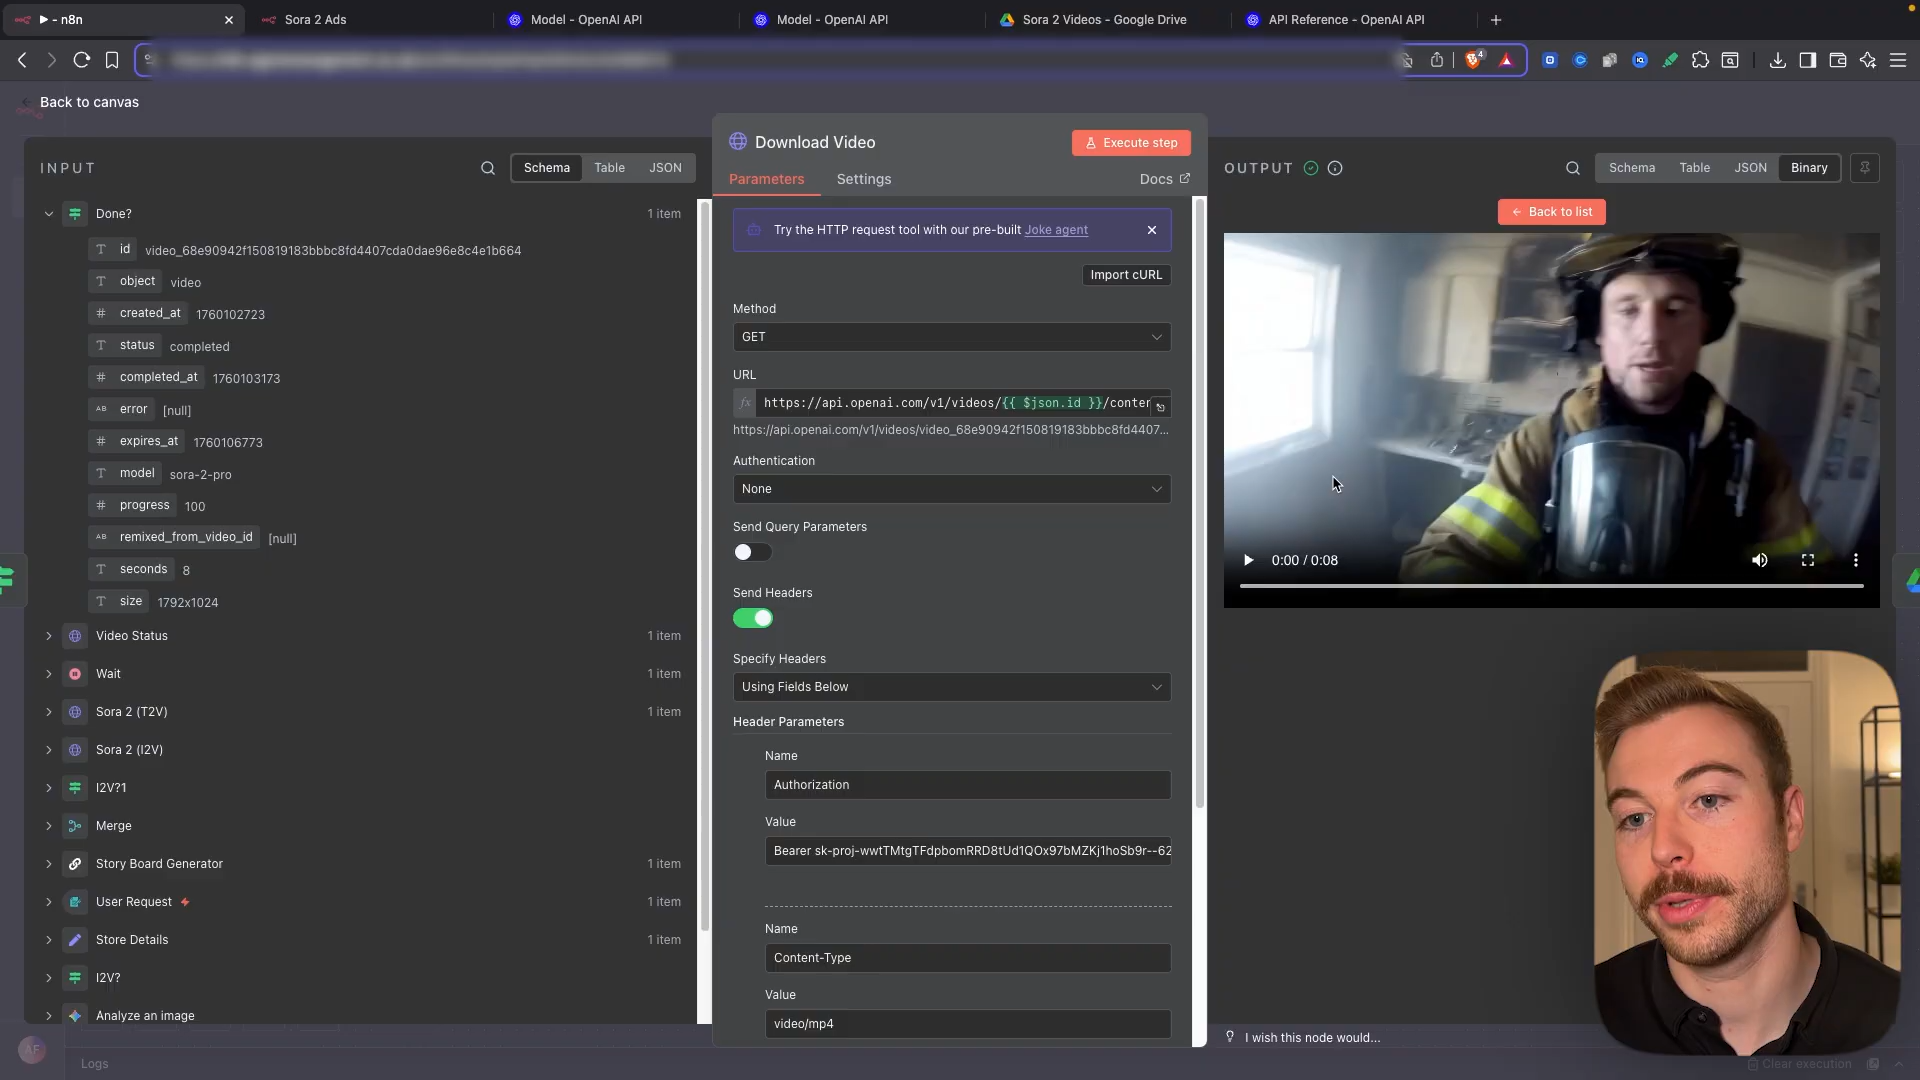 ▶ - n8n
Sora 2 Ads
Model - OpenAI API
Model - OpenAI API
Sora 2 Videos - Google Drive
API Reference - OpenAI API
4
Back to canvas
INPUT
Schema
Table
JSON
Done?
1 item
T id video_68e90942f150819183bbbc8fd4407cda0dae96e8c4e1b664
T object video
# created_at 1760102723
T status completed
# completed_at 1760103173
AB error [null]
# expires_at 1760106773
T model sora-2-pro
# progress 100
AB remixed_from_video_id [null]
T seconds 8
T size 1792x1024
Video Status 1 item
Wait 1 item
Sora 2 (T2V) 1 item
Sora 2 (I2V)
I2V?1
Merge
Story Board Generator 1 item
User Request 1 item
Store Details 1 item
I2V?
Analyze an image
AF
Logs
Download Video
Execute step
Parameters
Settings
Docs
Try the HTTP request tool with our pre-built Joke agent
Import cURL
Method
GET
URL
fx https://api.openai.com/v1/videos/{{ $json.id }}/conten
https://api.openai.com/v1/videos/video_68e90942f150819183bbbc8fd4407...
Authentication
None
Send Query Parameters
Send Headers
Specify Headers
Using Fields Below
Header Parameters
Name
Authorization
Value
Bearer sk-proj-wwtTMtgTFdpbomRRD8tUd1QOx97bMZKj1hoSb9r--62
Name
Content-Type
Value
video/mp4
OUTPUT
Schema
Table
JSON
Binary
Back to list
0:00 / 0:08
I wish this node would...
Clear execution